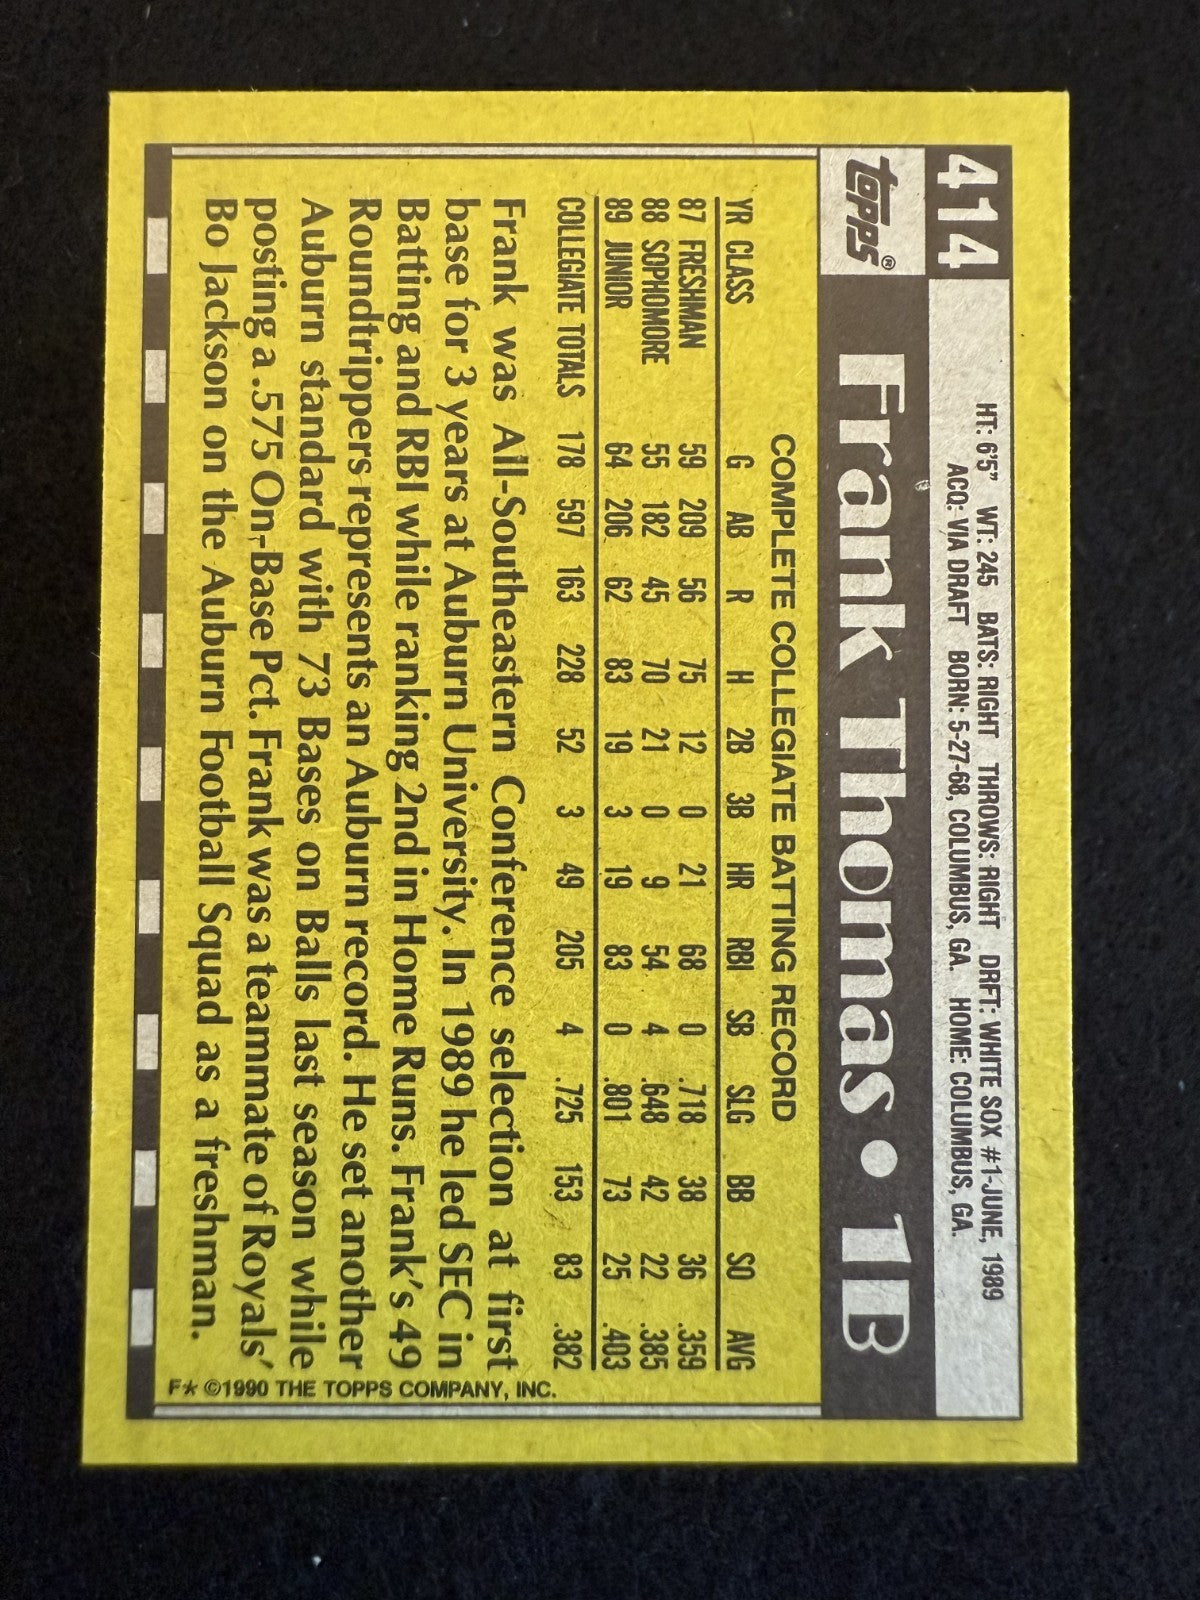 414
HT: 6'5" WT: 245 BATS: RIGHT THROWS: RIGHT DRFT: WHITE SOX #1-JUNE, 1989
ACQ: VIA DRAFT BORN: 5-27-68, COLUMBUS, GA. HOME: COLUMBUS, GA.
topps® Frank Thomas • 1B
COMPLETE COLLEGIATE BATTING RECORD
YR CLASS G AB R H 2B 3B HR RBI SB SLG BB SO AVG
87 FRESHMAN 59 209 56 75 12 0 21 68 0 .718 38 36 .359
88 SOPHOMORE 55 182 45 70 21 0 9 54 4 .648 42 22 .385
89 JUNIOR 64 206 62 83 19 3 19 83 0 .801 73 25 .403
COLLEGIATE TOTALS 178 597 163 228 52 3 49 205 4 .725 153 83 .382
Frank was All-Southeastern Conference selection at first
base for 3 years at Auburn University. In 1989 he led SEC in
Batting and RBI while ranking 2nd in Home Runs. Frank's 49
Roundtrippers represents an Auburn record. He set another
Auburn standard with 73 Bases on Balls last season while
posting a .575 On-Base Pct. Frank was a teammate of Royals'
Bo Jackson on the Auburn Football Squad as a freshman.
F* ©1990 THE TOPPS COMPANY, INC.